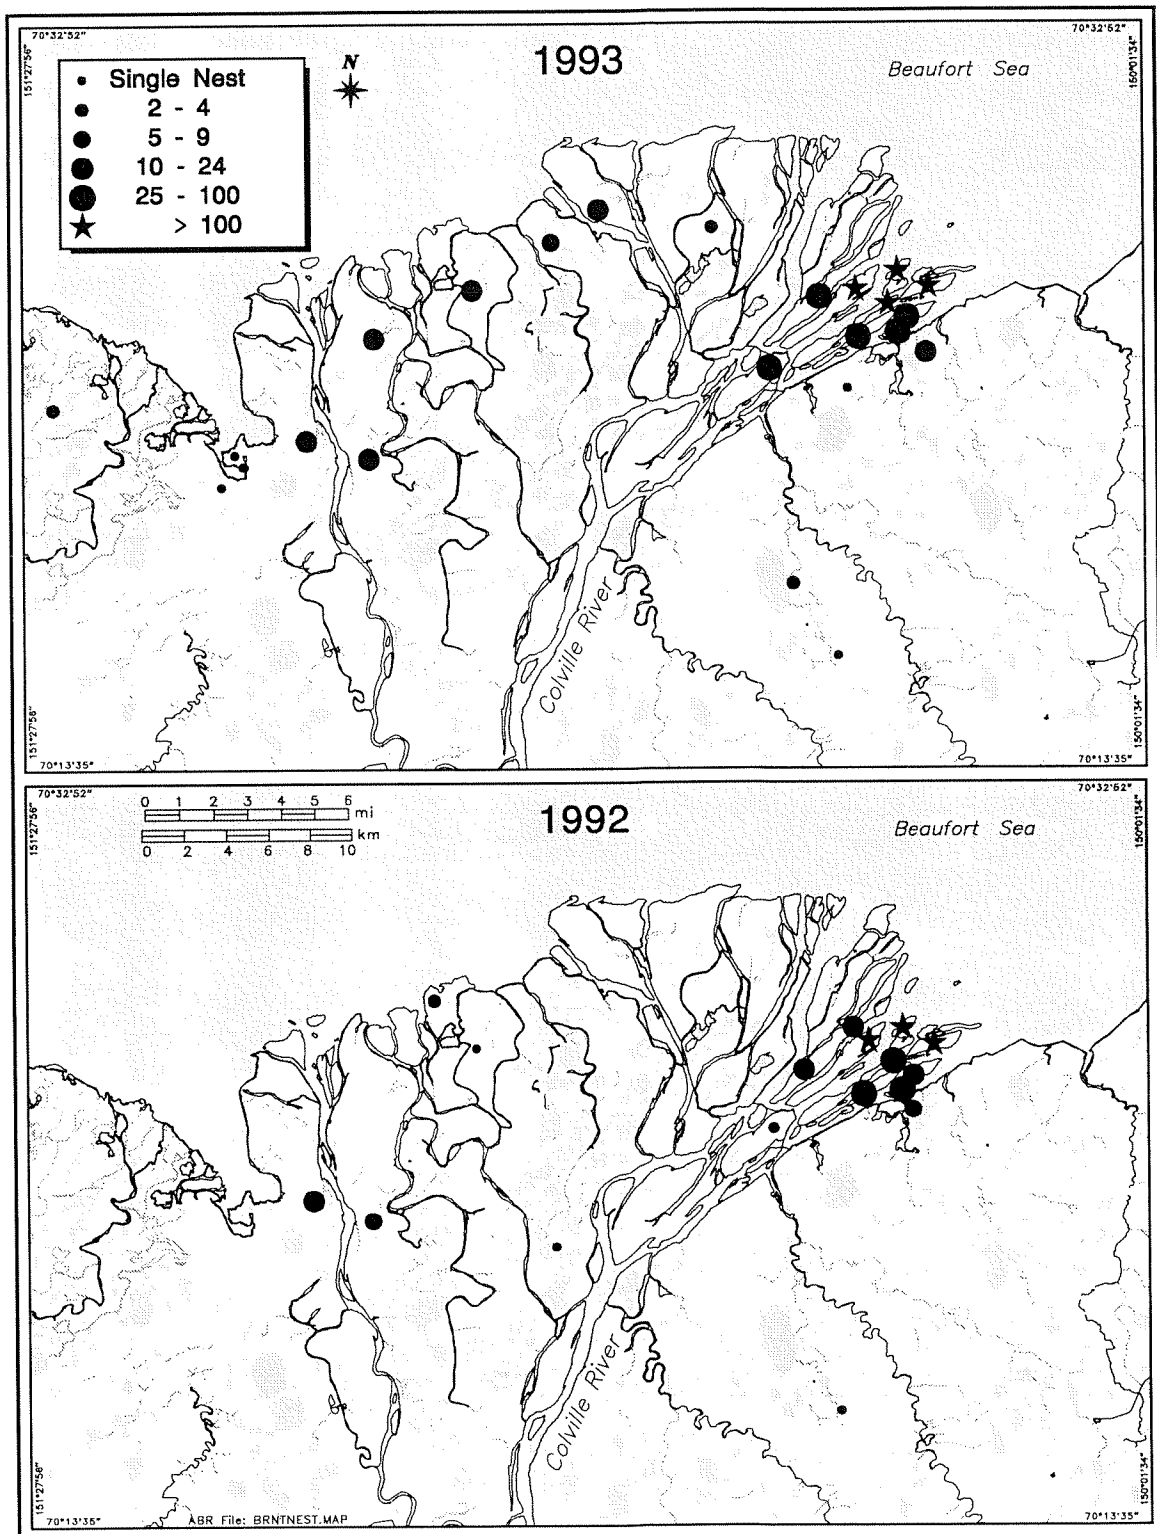 70°32'52"
70°32'52"
151°27'56"
150°01'34"
1993
Beaufort Sea
N
Single Nest
2 - 4
5 - 9
10 - 24
25 - 100
> 100
Colville River
151°27'58"
150°01'34"
70°13'35"
70°13'35"
70°32'52"
70°32'52"
151°27'56"
150°01'34"
0 1 2 3 4 5 6 mi
km
0 2 4 6 8 10
1992
Beaufort Sea
Colville River
151°27'58"
150°01'34"
70°13'35"
ABR File: BRNTNEST.MAP
70°13'35"